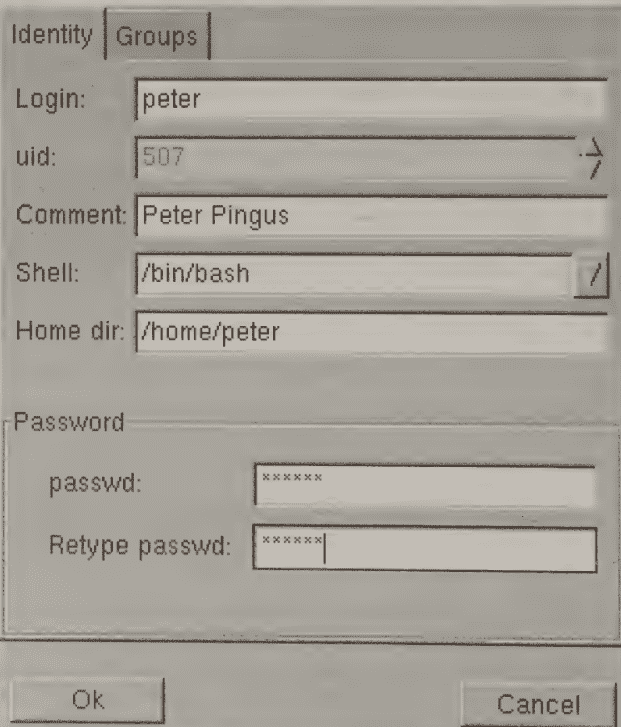 Identity Groups
Login: peter
uid: 507
Comment: Peter Pingus
Shell: /bin/bash
Home dir: /home/peter
Password
passwd: ******
Retype passwd: ******
Ok Cancel